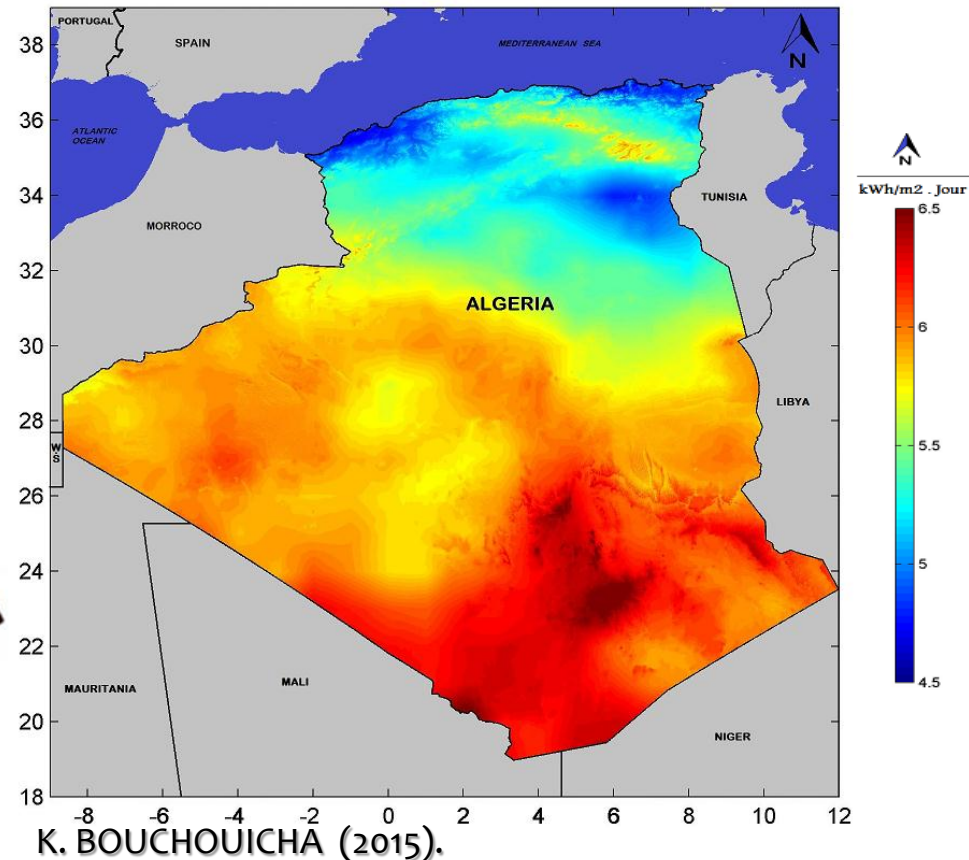 PORTUGAL
SPAIN
MEDITERRANEAN SEA
N
ATLANTIC
OCEAN
MORROCO
TUNISIA
ALGERIA
LIBYA
W
S
MAURITANIA
MALI
NIGER
38
36
34
32
30
28
26
24
22
20
18
-8 -6 -4 -2 0 2 4 6 8 10 12
N
kWh/m2 . Jour
6.5
6
5.5
5
4.5
K. BOUCHOUICHA (2015).